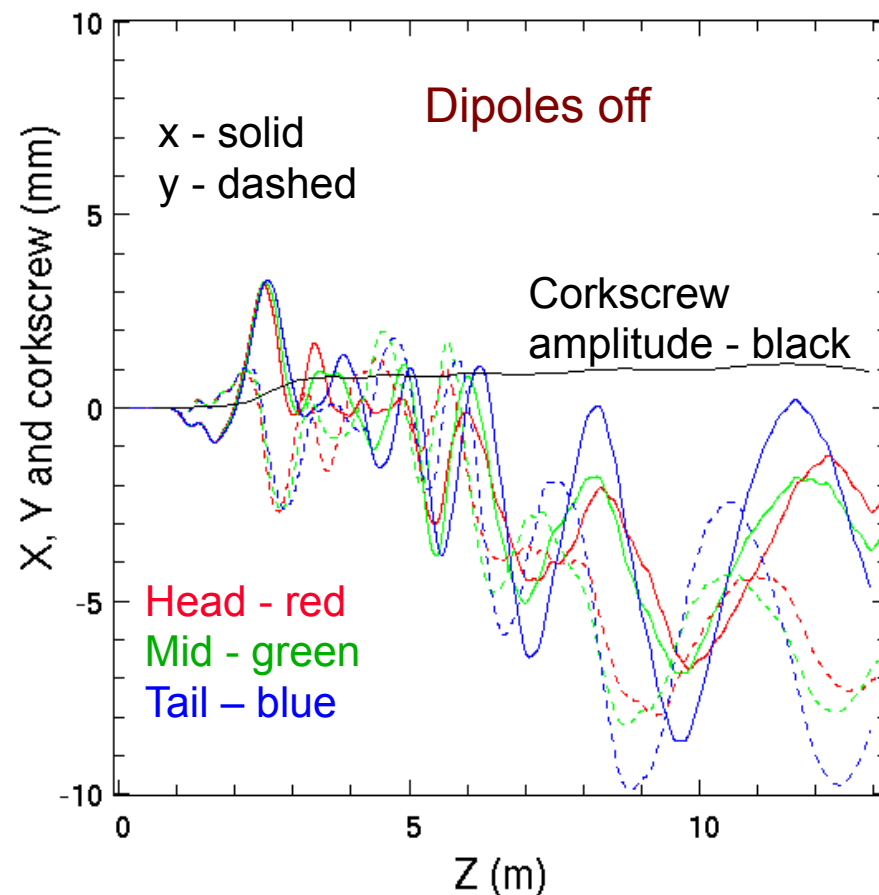 10
5
0
-5
-10
X, Y and corkscrew (mm)
Dipoles off
x - solid
y - dashed
Corkscrew
amplitude - black
Head - red
Mid - green
Tail – blue
0
5
10
Z (m)